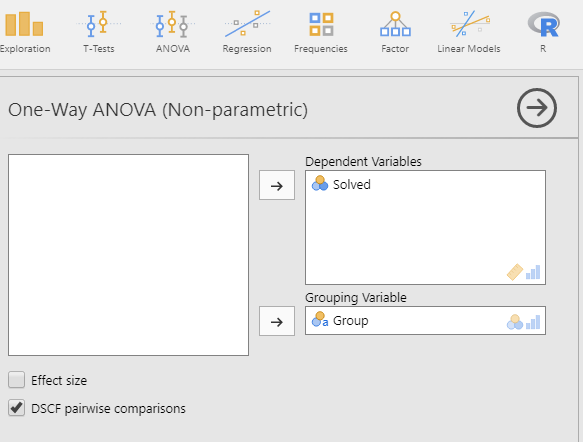 Exploration
T-Tests
ANOVA
Regression
Frequencies
Factor
Linear Models
R
One-Way ANOVA (Non-parametric)
Dependent Variables
Solved
Grouping Variable
a Group
Effect size
DSCF pairwise comparisons